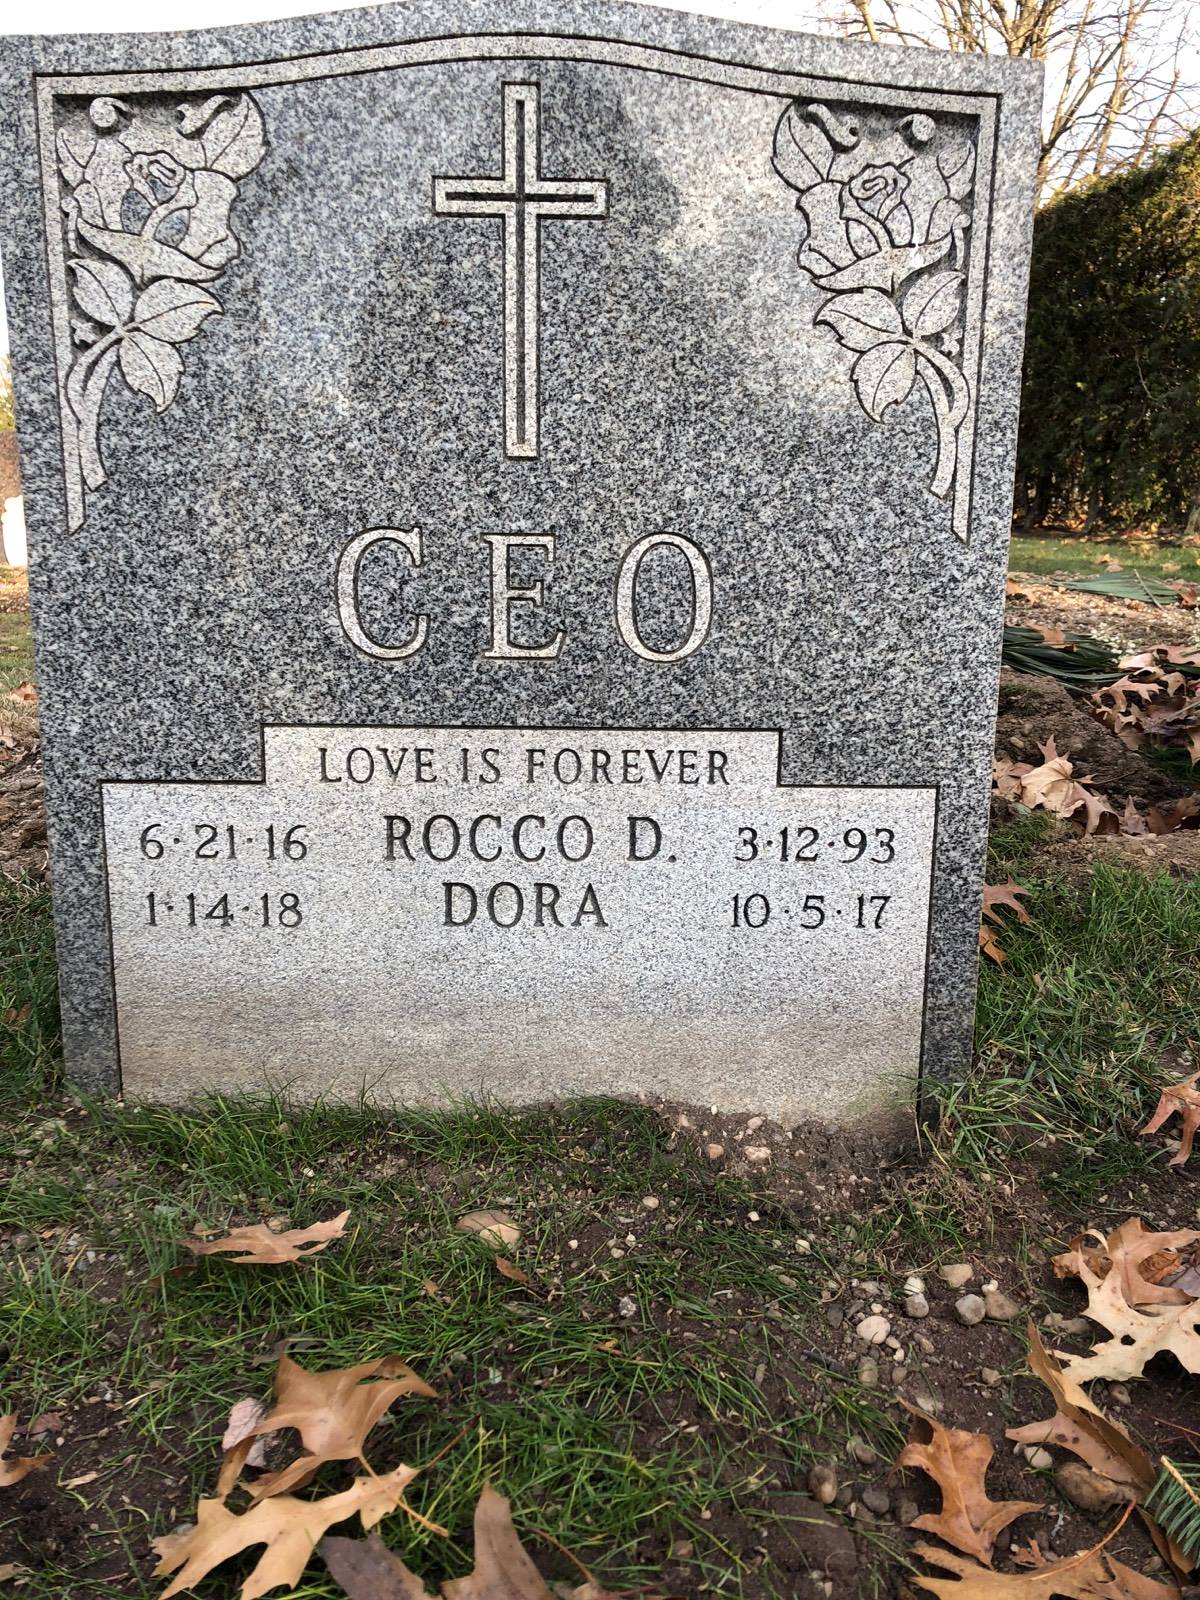 CEO
LOVE IS FOREVER
6·21·16 ROCCO D. 3·12·93
1·14·18 DORA 10·5·17